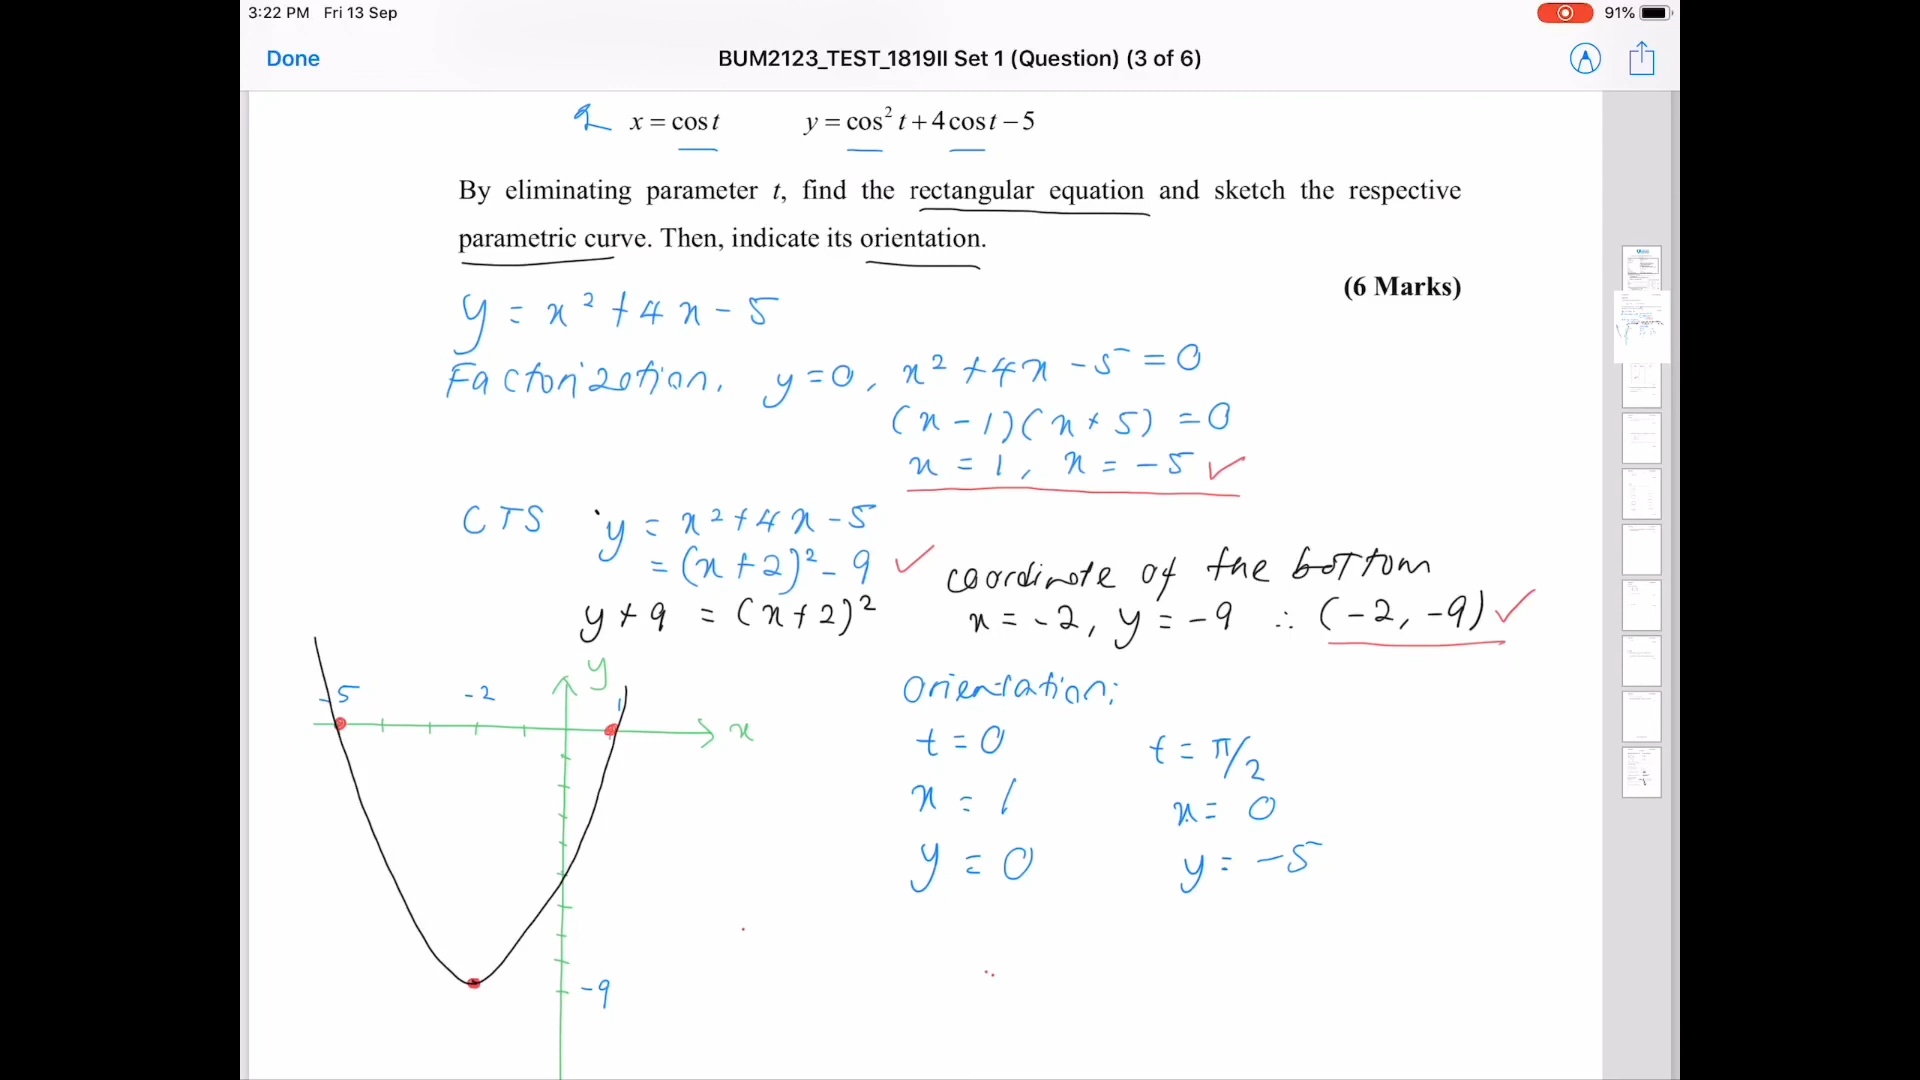 3:22 PM Fri 13 Sep
91%
Done
BUM2123_TEST_1819II Set 1 (Question) (3 of 6)
x = cos t y = cos² t + 4 cos t − 5
By eliminating parameter t, find the rectangular equation and sketch the respective
parametric curve. Then, indicate its orientation.
(6 Marks)
y = x² + 4x − 5
Factorization, y = 0, x² + 4x − 5 = 0
(x − 1)(x + 5) = 0
x = 1, x = −5 ✓
CTS y = x² + 4x − 5
= (x + 2)² − 9 ✓
y + 9 = (x + 2)²
coordinate of the bottom
x = −2, y = −9 ∴ (−2, −9) ✓
y
−5 −2 1
x
−9
Orientation;
t = 0 t = π/2
x = 1 x = 0
y = 0 y = −5